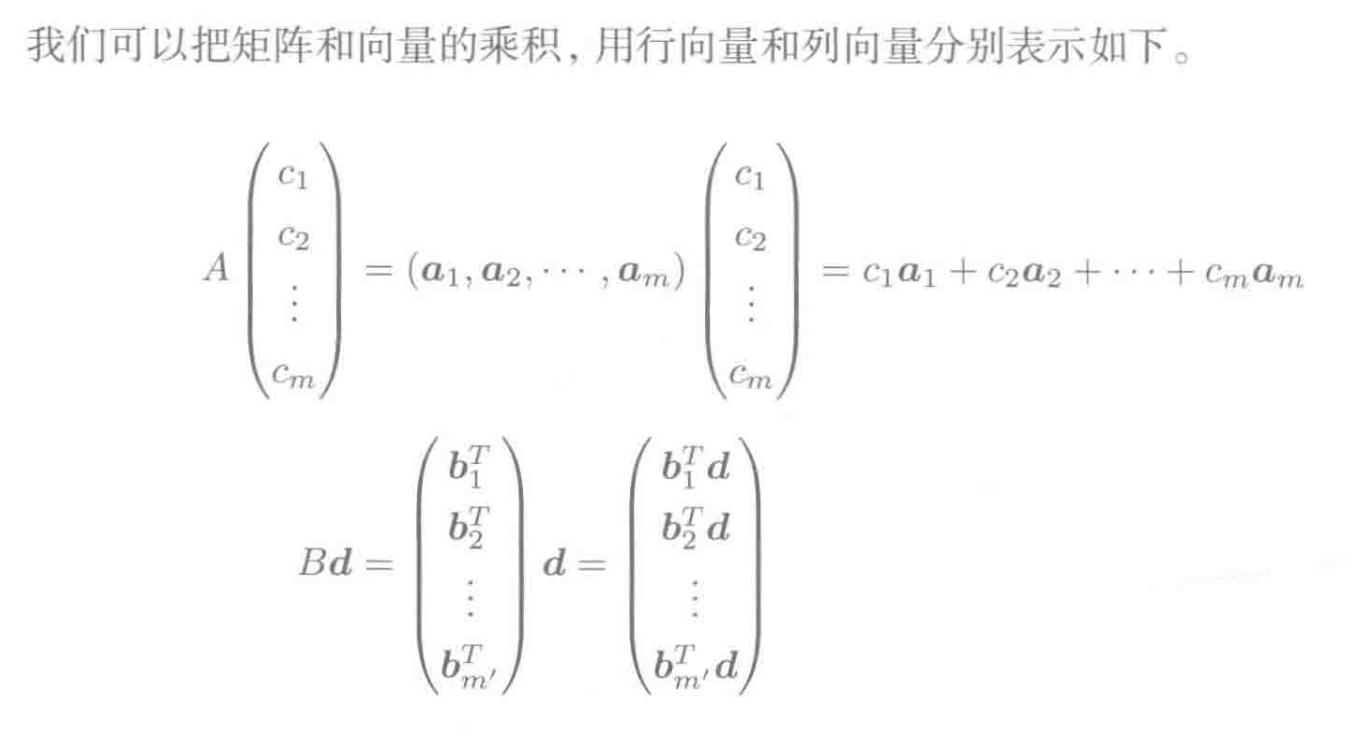 我们可以把矩阵和向量的乘积，用行向量和列向量分别表示如下。
$A \begin{pmatrix} c_1 \\ c_2 \\ \vdots \\ c_m \end{pmatrix} = (\boldsymbol{a}_1, \boldsymbol{a}_2, \cdots, \boldsymbol{a}_m) \begin{pmatrix} c_1 \\ c_2 \\ \vdots \\ c_m \end{pmatrix} = c_1\boldsymbol{a}_1 + c_2\boldsymbol{a}_2 + \cdots + c_m\boldsymbol{a}_m$
$B\boldsymbol{d} = \begin{pmatrix} \boldsymbol{b}_1^T \\ \boldsymbol{b}_2^T \\ \vdots \\ \boldsymbol{b}_{m'}^T \end{pmatrix} \boldsymbol{d} = \begin{pmatrix} \boldsymbol{b}_1^T\boldsymbol{d} \\ \boldsymbol{b}_2^T\boldsymbol{d} \\ \vdots \\ \boldsymbol{b}_{m'}^T\boldsymbol{d} \end{pmatrix}$